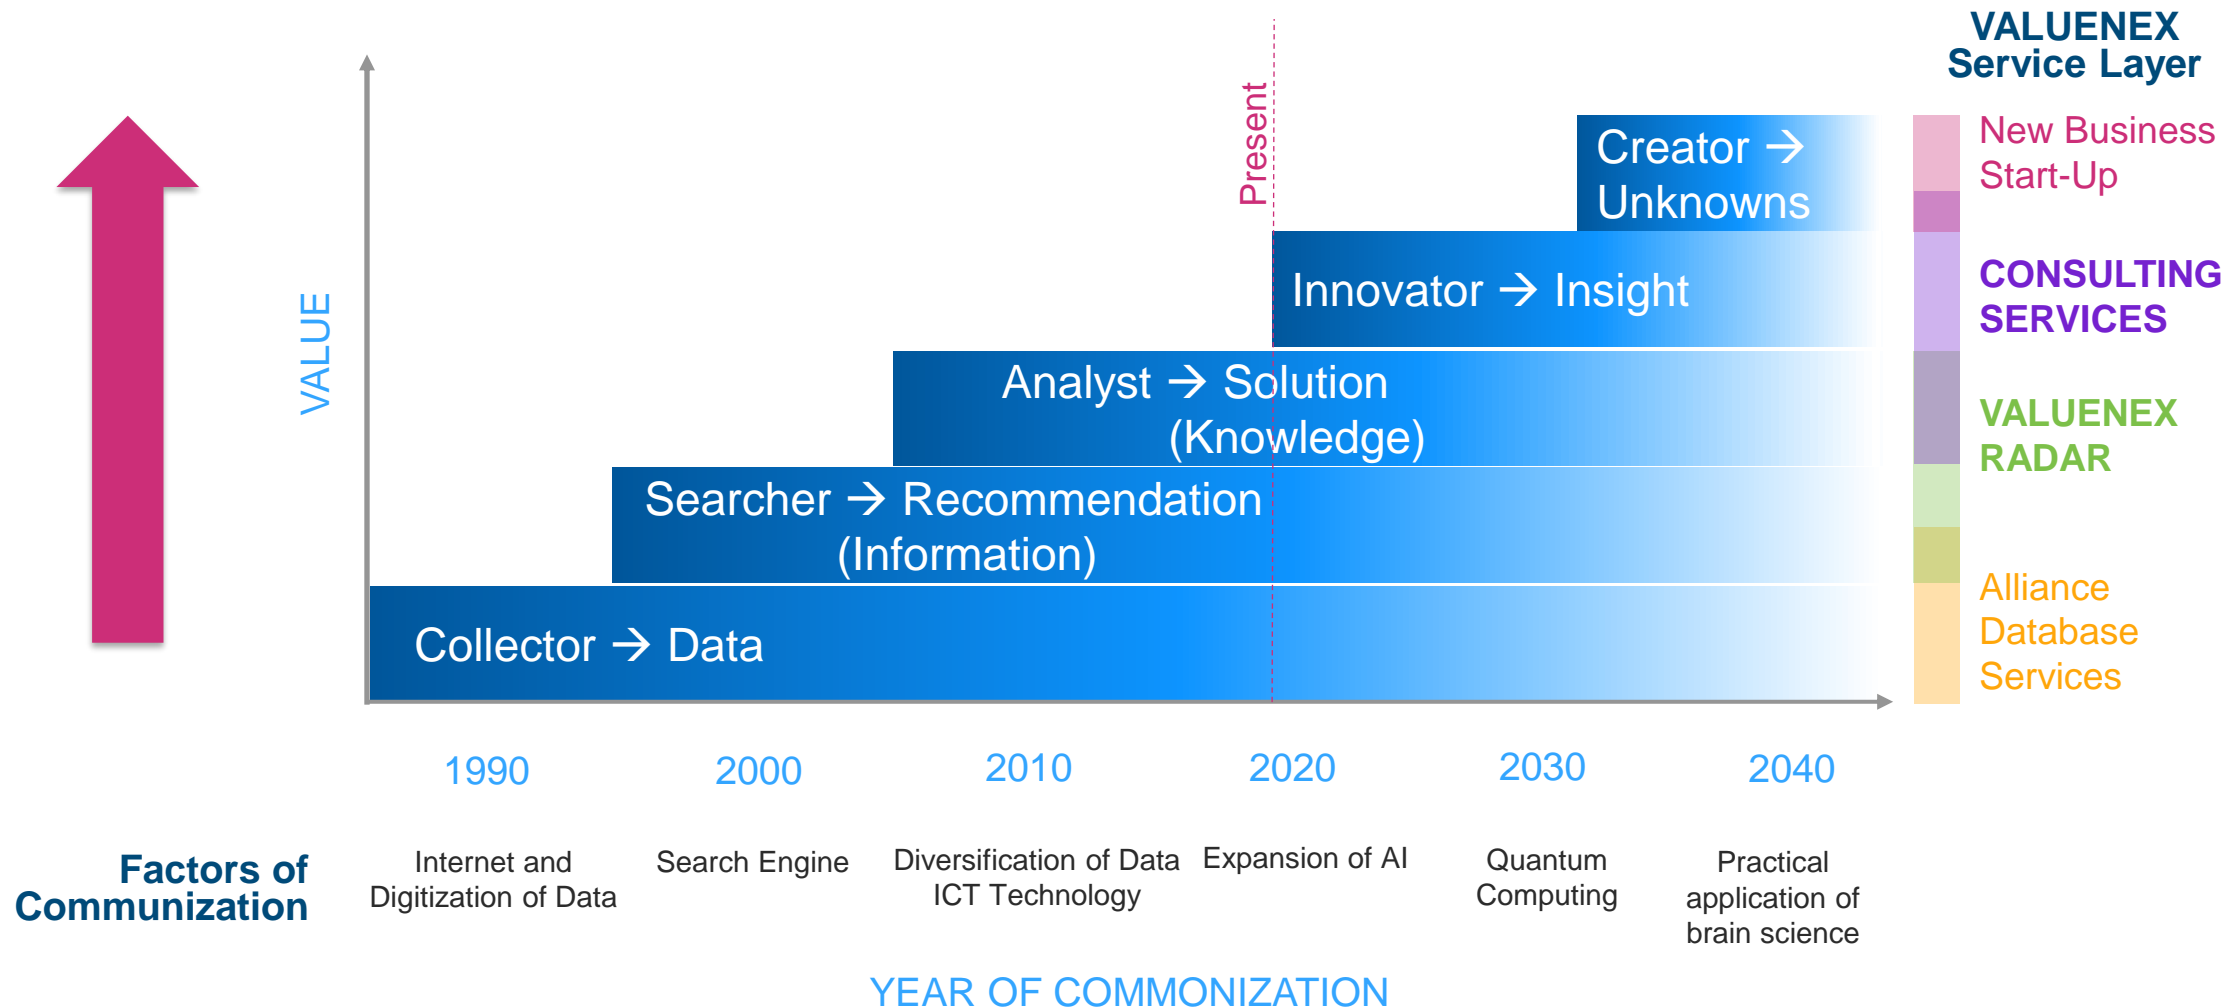 VALUENEX
Service Layer
Present
VALUE
Creator → 
Unknowns
Innovator → Insight
Analyst → Solution
(Knowledge)
Searcher → Recommendation
(Information)
Collector → Data
New Business
Start-Up
CONSULTING
SERVICES
VALUENEX
RADAR
Alliance
Database
Services
1990
2000
2010
2020
2030
2040
Factors of
Communization
Internet and
Digitization of Data
Search Engine
Diversification of Data
ICT Technology
Expansion of AI
Quantum
Computing
Practical
application of
brain science
YEAR OF COMMONIZATION